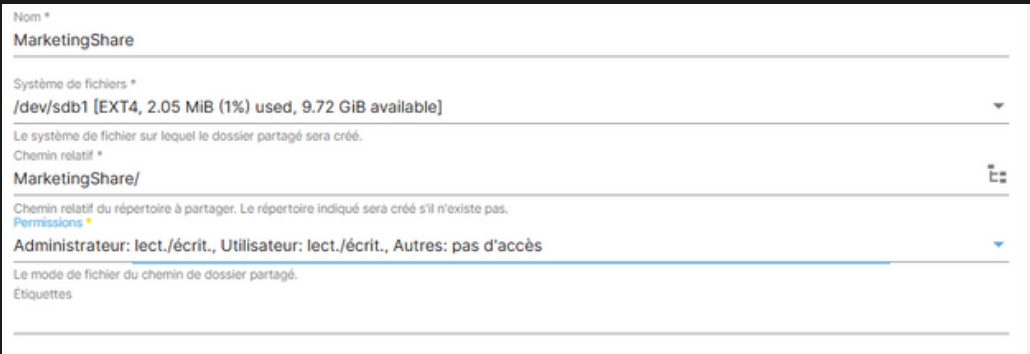 Nom *
MarketingShare
Système de fichiers *
/dev/sdb1 [EXT4, 2.05 MiB (1%) used, 9.72 GiB available]
Le système de fichier sur lequel le dossier partagé sera créé.
Chemin relatif *
MarketingShare/
Chemin relatif du répertoire à partager. Le répertoire indiqué sera créé s'il n'existe pas.
Permissions *
Administrateur: lect./écrit., Utilisateur: lect./écrit., Autres: pas d'accès
Le mode de fichier du chemin de dossier partagé.
Étiquettes